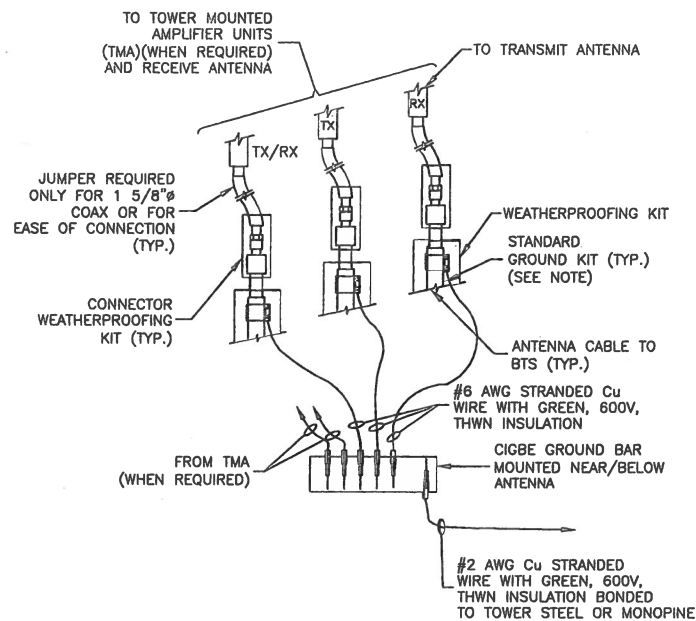 TO TOWER MOUNTED
AMPLIFIER UNITS
(TMA)(WHEN REQUIRED)
AND RECEIVE ANTENNA
TO TRANSMIT ANTENNA
RX
TX
TX/RX
JUMPER REQUIRED
ONLY FOR 1 5/8"ø
COAX OR FOR
EASE OF CONNECTION
(TYP.)
WEATHERPROOFING KIT
STANDARD
GROUND KIT (TYP.)
(SEE NOTE)
CONNECTOR
WEATHERPROOFING
KIT (TYP.)
ANTENNA CABLE TO
BTS (TYP.)
#6 AWG STRANDED Cu
WIRE WITH GREEN, 600V,
THWN INSULATION
FROM TMA
(WHEN REQUIRED)
CIGBE GROUND BAR
MOUNTED NEAR/BELOW
ANTENNA
#2 AWG Cu STRANDED
WIRE WITH GREEN, 600V,
THWN INSULATION BONDED
TO TOWER STEEL OR MONOPINE